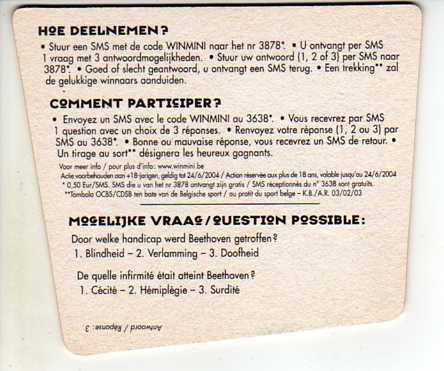 HOE DEELNEMEN?
• Stuur een SMS met de code WINMINI naar het nr 3878*. • U ontvangt per SMS
1 vraag met 3 antwoordmogelijkheden. • Stuur uw antwoord (1, 2 of 3) per SMS naar
3878*. • Goed of slecht geantwoord, u ontvangt een SMS terug. • Een trekking** zal
de gelukkige winnaars aanduiden.
COMMENT PARTICIPER?
• Envoyez un SMS avec le code WINMINI au 3638*. • Vous recevrez par SMS
1 question avec un choix de 3 réponses. • Renvoyez votre réponse (1, 2 ou 3) par
SMS au 3638*. • Bonne ou mauvaise réponse, vous recevrez un SMS de retour. •
Un tirage au sort** désignera les heureux gagnants.
Voor meer info / pour plus d'info: www.winmini.be
Actie voorbehouden aan +18-jarigen, geldig tot 24/6/2004 / Action réservée aux plus de 18 ans, valable jusqu'au 24/6/2004
* 0,50 Eur/SMS. SMS die u van het nr 3878 ontvangt zijn gratis / SMS réceptionnés du n° 3638 sont gratuits.
**Tombola OCBS/CDSB ten bate van de Belgische sport / au profit du sport belge – K.B./A.R. 03/02/03
MOEILIJKE VRAAG/QUESTION POSSIBLE:
Door welke handicap werd Beethoven getroffen?
1. Blindheid – 2. Verlamming – 3. Doofheid
De quelle infirmité était atteint Beethoven?
1. Cécité – 2. Hémiplégie – 3. Surdité
Antwoord / Réponse: 3